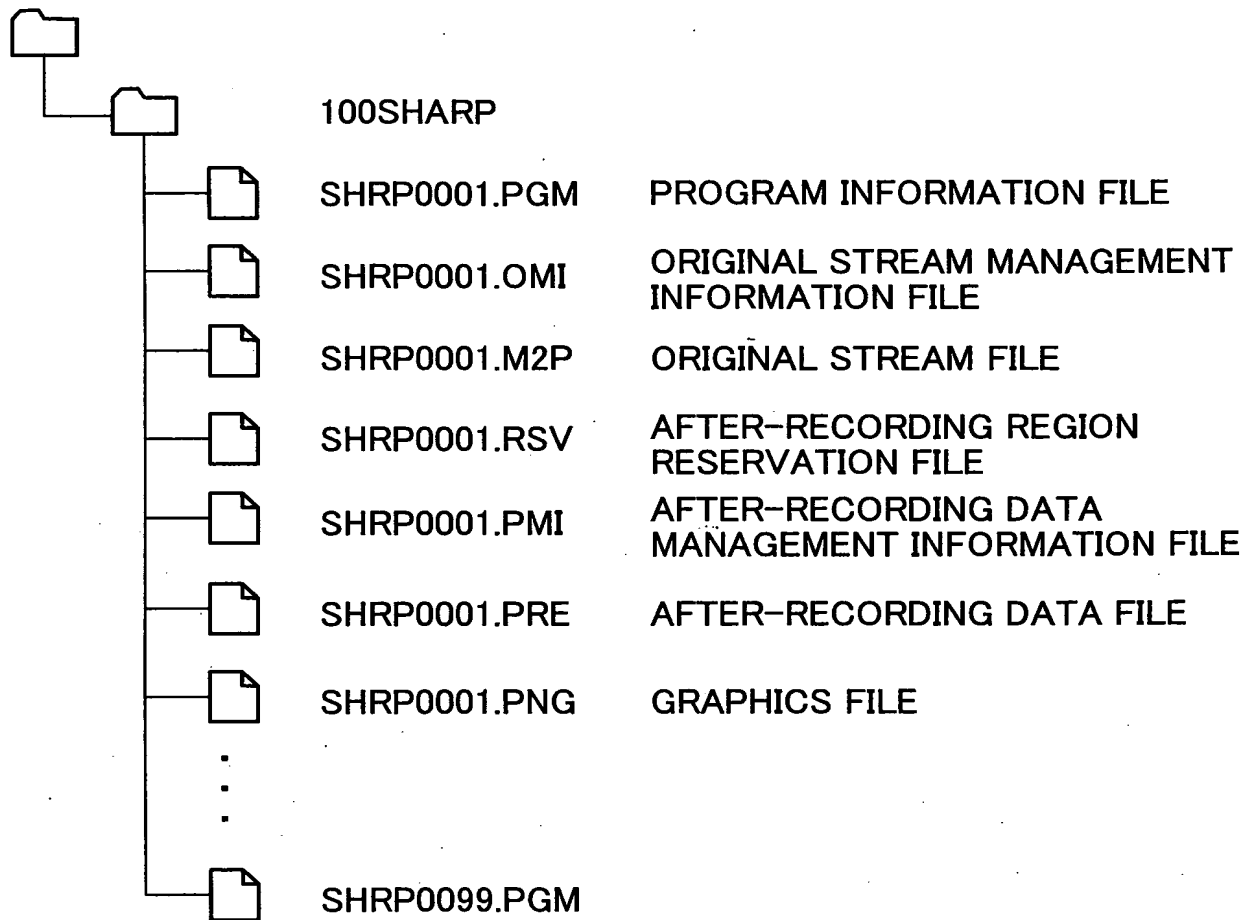 100SHARP
SHRP0001.PGM PROGRAM INFORMATION FILE
SHRP0001.OMI ORIGINAL STREAM MANAGEMENT
INFORMATION FILE
SHRP0001.M2P ORIGINAL STREAM FILE
SHRP0001.RSV AFTER-RECORDING REGION
RESERVATION FILE
SHRP0001.PMI AFTER-RECORDING DATA
MANAGEMENT INFORMATION FILE
SHRP0001.PRE AFTER-RECORDING DATA FILE
SHRP0001.PNG GRAPHICS FILE
SHRP0099.PGM